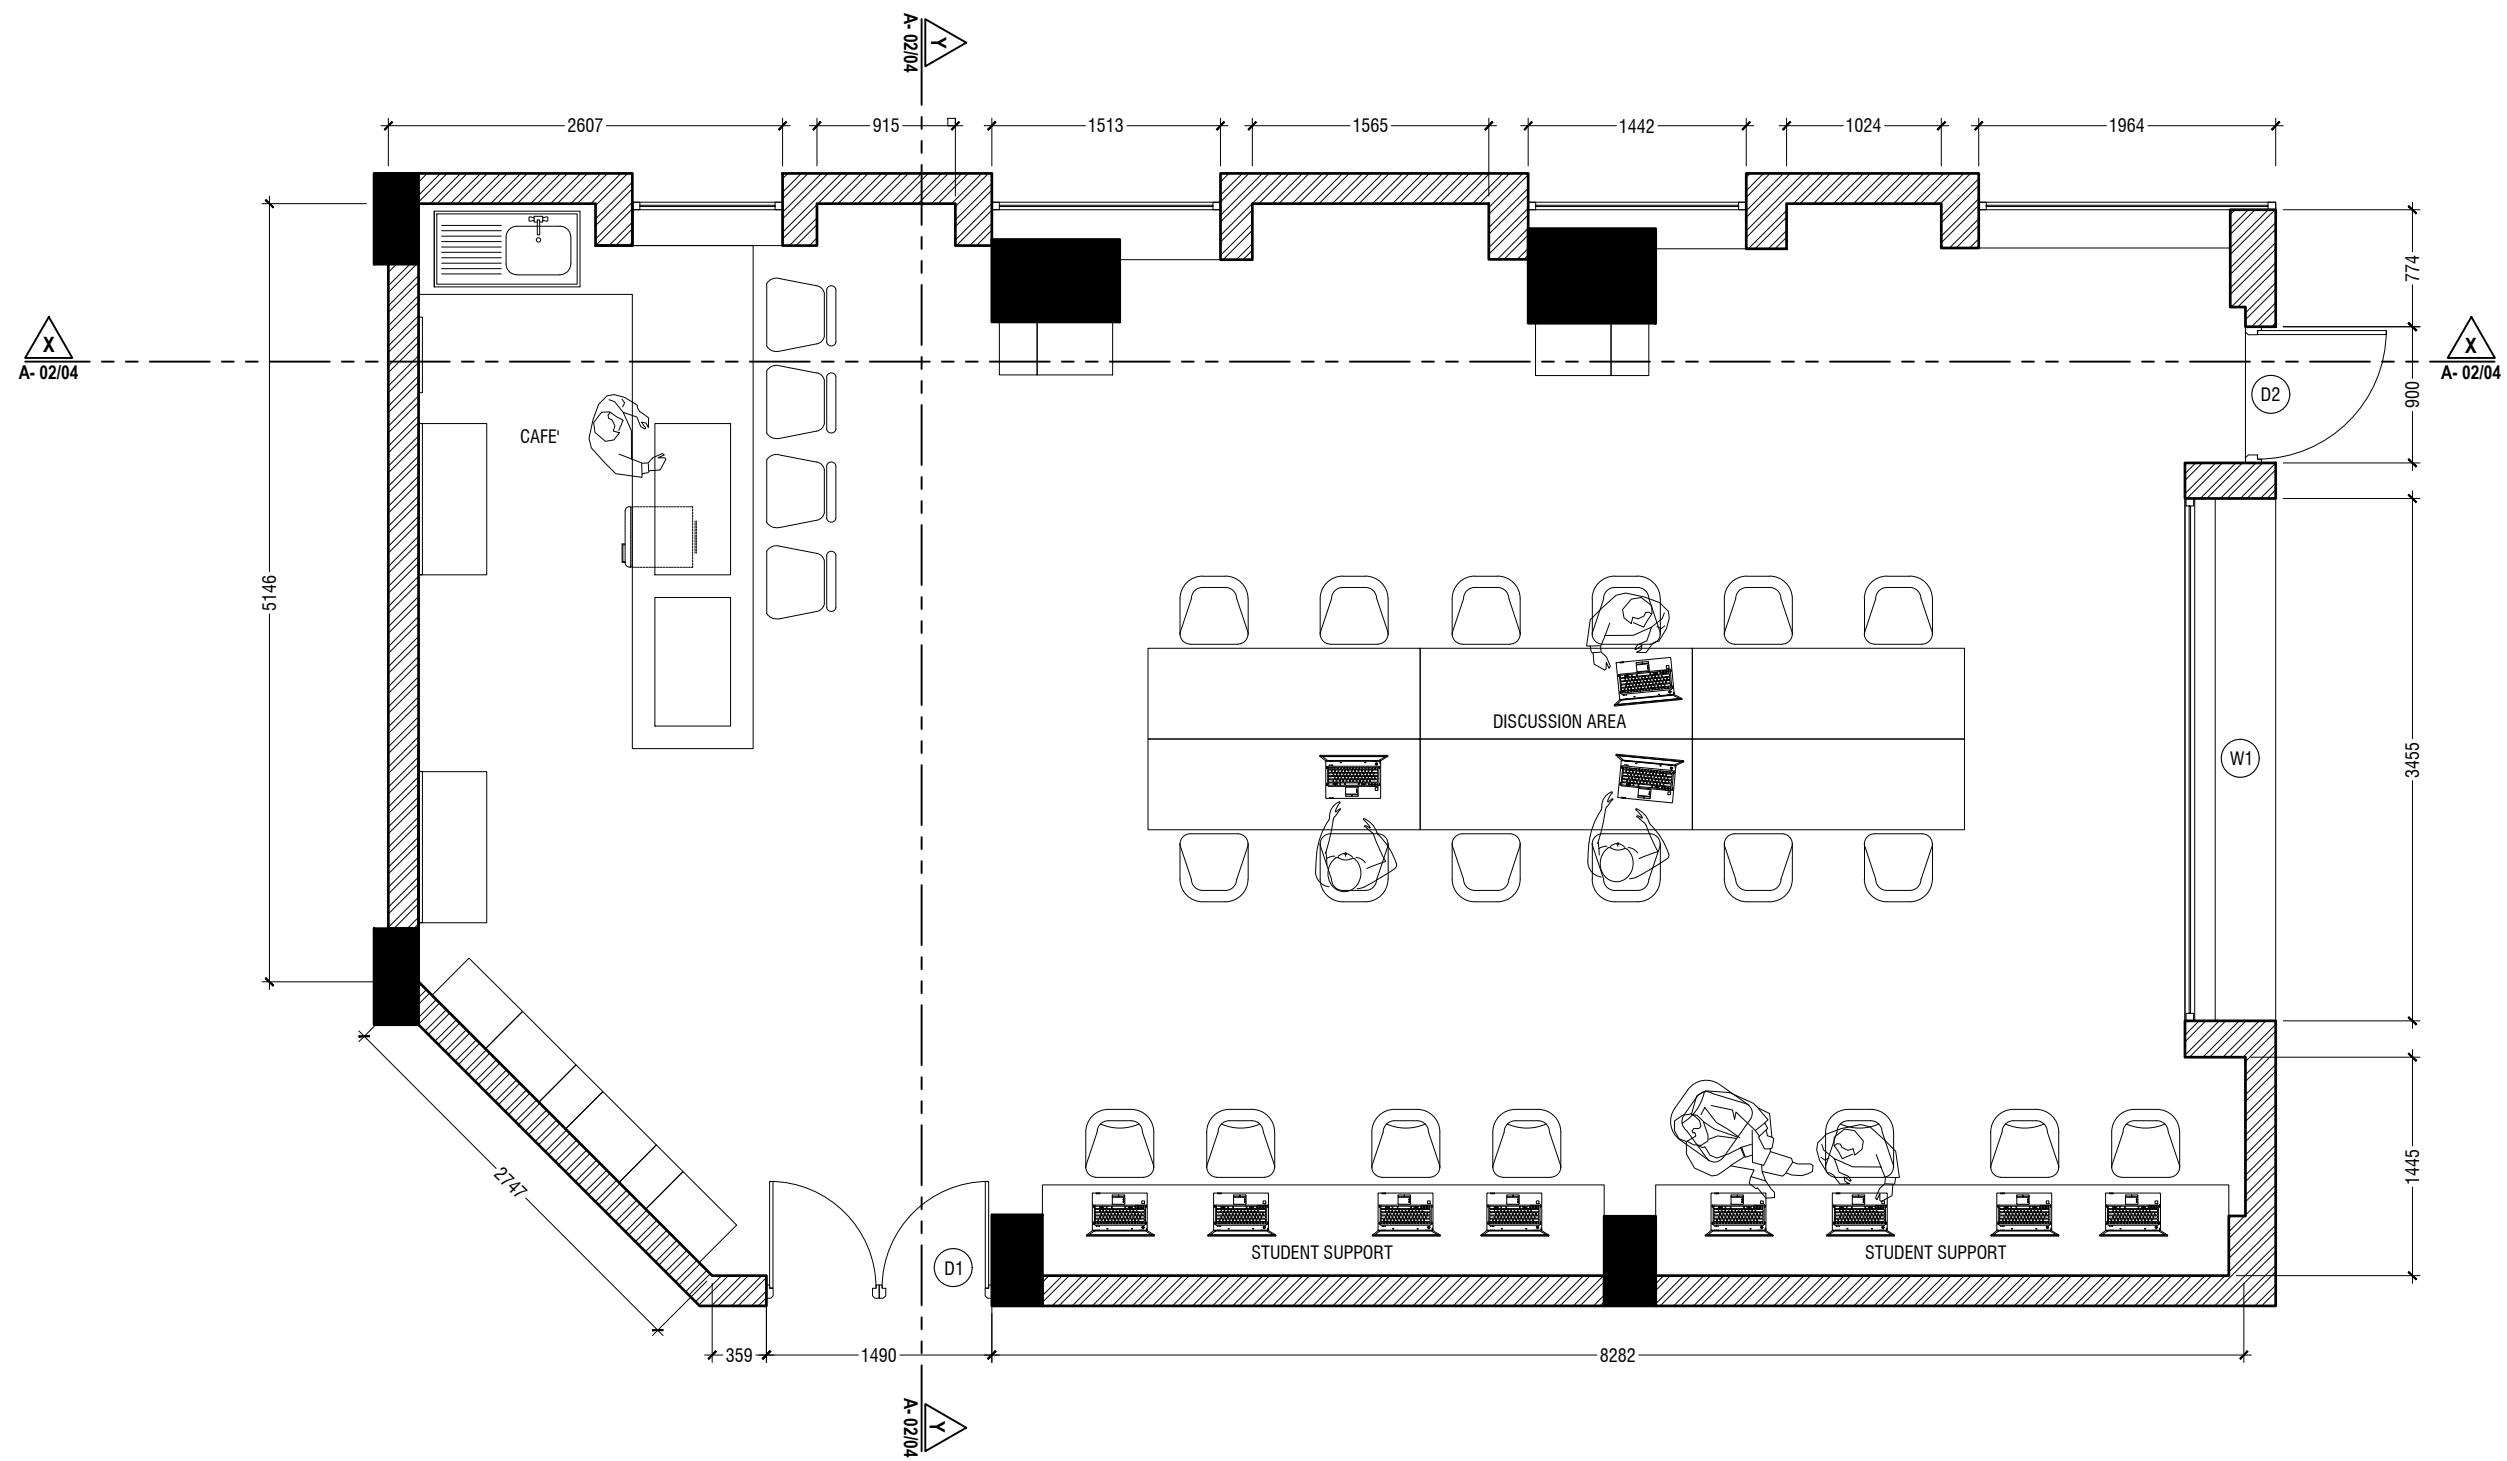 Y
A- 02/04
2607
915
1513
1565
1442
1024
1964
774
X
A- 02/04
X
A- 02/04
900
D2
CAFE'
5146
DISCUSSION AREA
W1
3455
2747
1445
D1
STUDENT SUPPORT
STUDENT SUPPORT
359
1490
8282
Y
A- 02/04